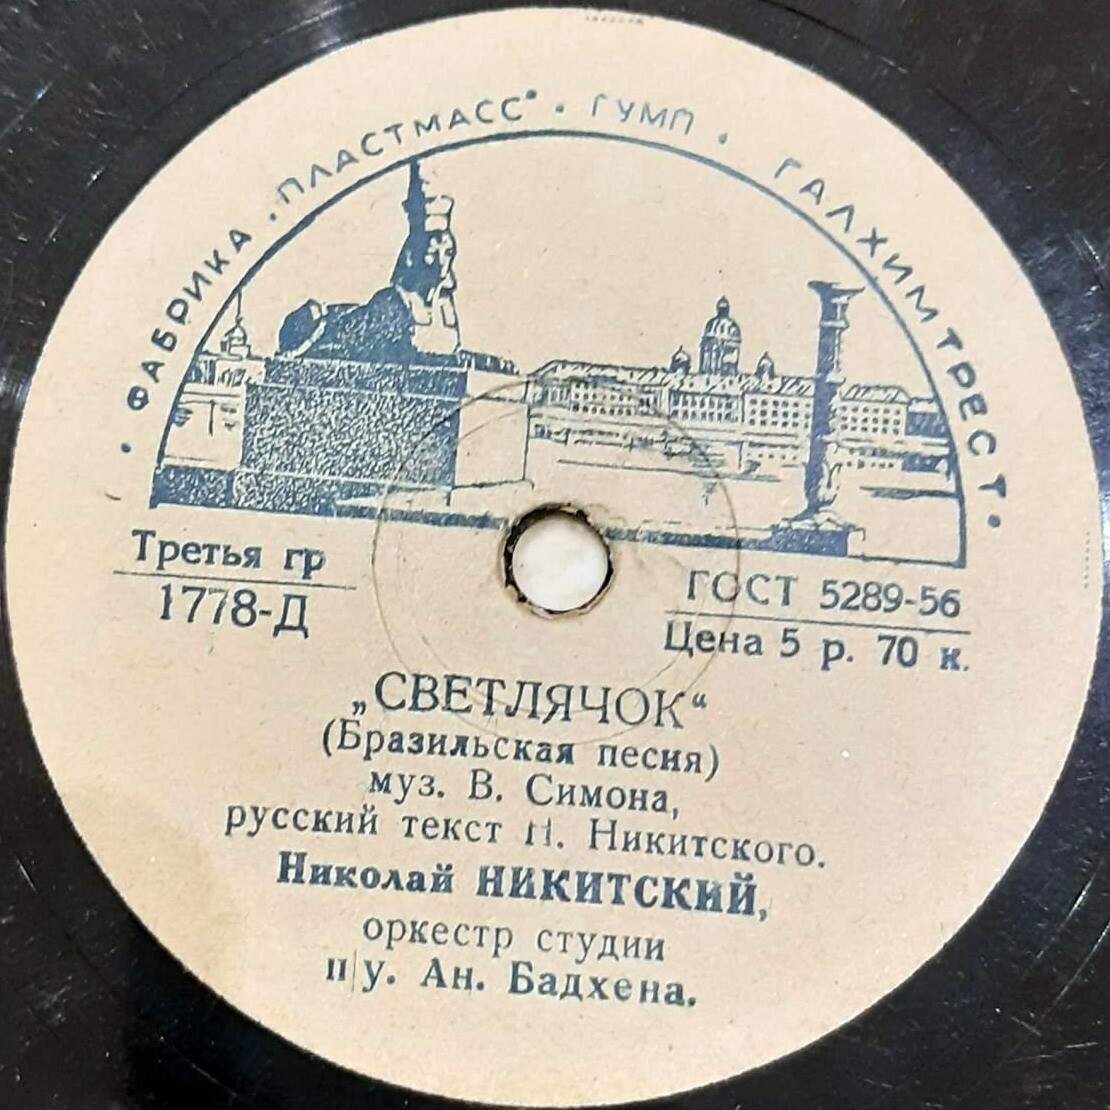 • ФАБРИКА • ПЛАСТМАСС" • ГУМП • ГАЛХИМТРЕСТ •
Третья гр
1778-Д
ГОСТ 5289-56
Цена 5 р. 70 к.
„СВЕТЛЯЧОК“
(Бразильская песня)
муз. В. Симона,
русский текст Н. Никитского.
Николай НИКИТСКИЙ,
оркестр студии
п/у. Ан. Бадхена.